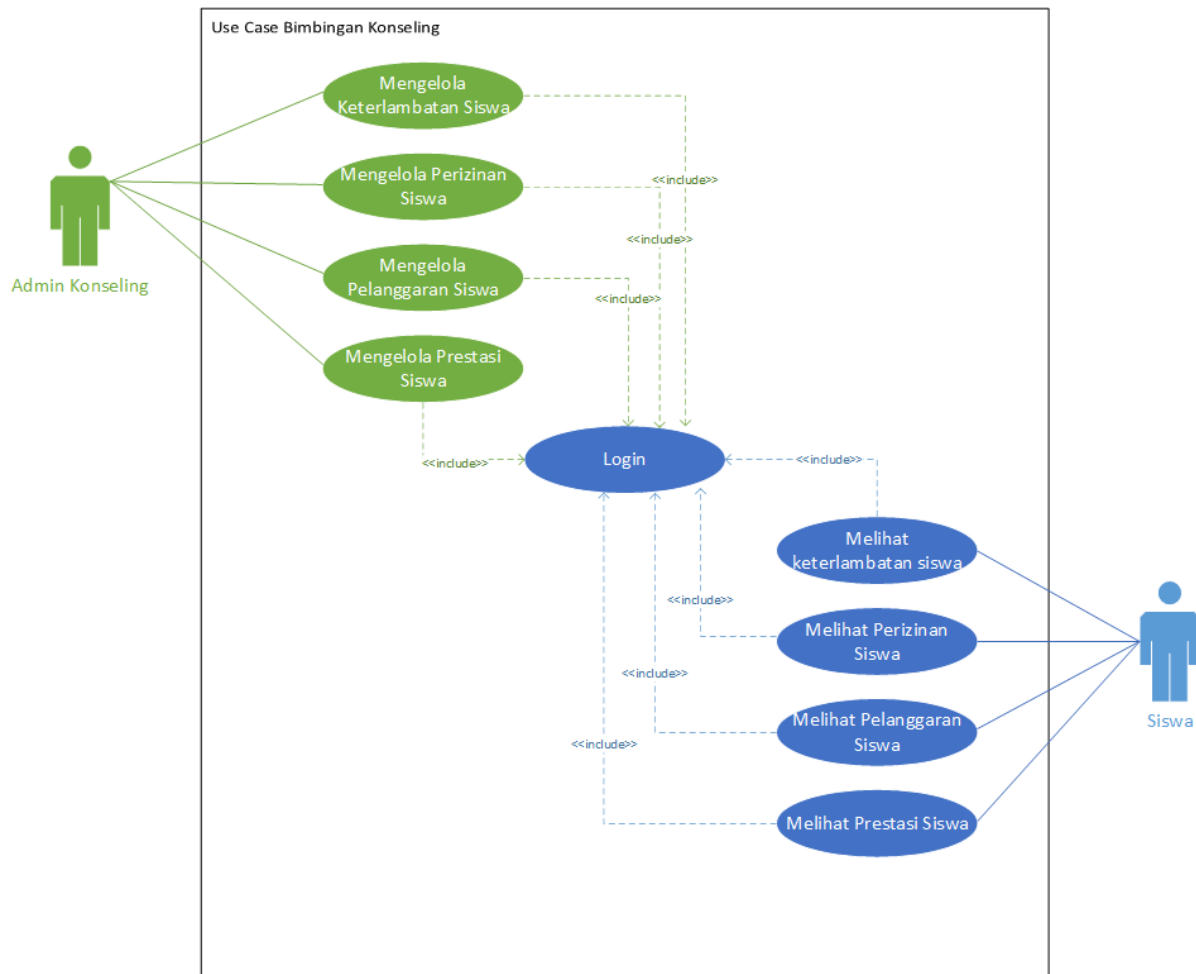 Use Case Bimbingan Konseling
Mengelola
Keterlambatan Siswa
<<include>>
Mengelola Perizinan
Siswa
<<include>>
Admin Konseling
Mengelola
Pelanggaran Siswa
<<include>>
Mengelola Prestasi
Siswa
<<include>>
Login
<<include>>
Melihat
keterlambatan siswa
<<include>>
Melihat Perizinan
Siswa
<<include>>
Melihat Pelanggaran
Siswa
Siswa
<<include>>
Melihat Prestasi Siswa